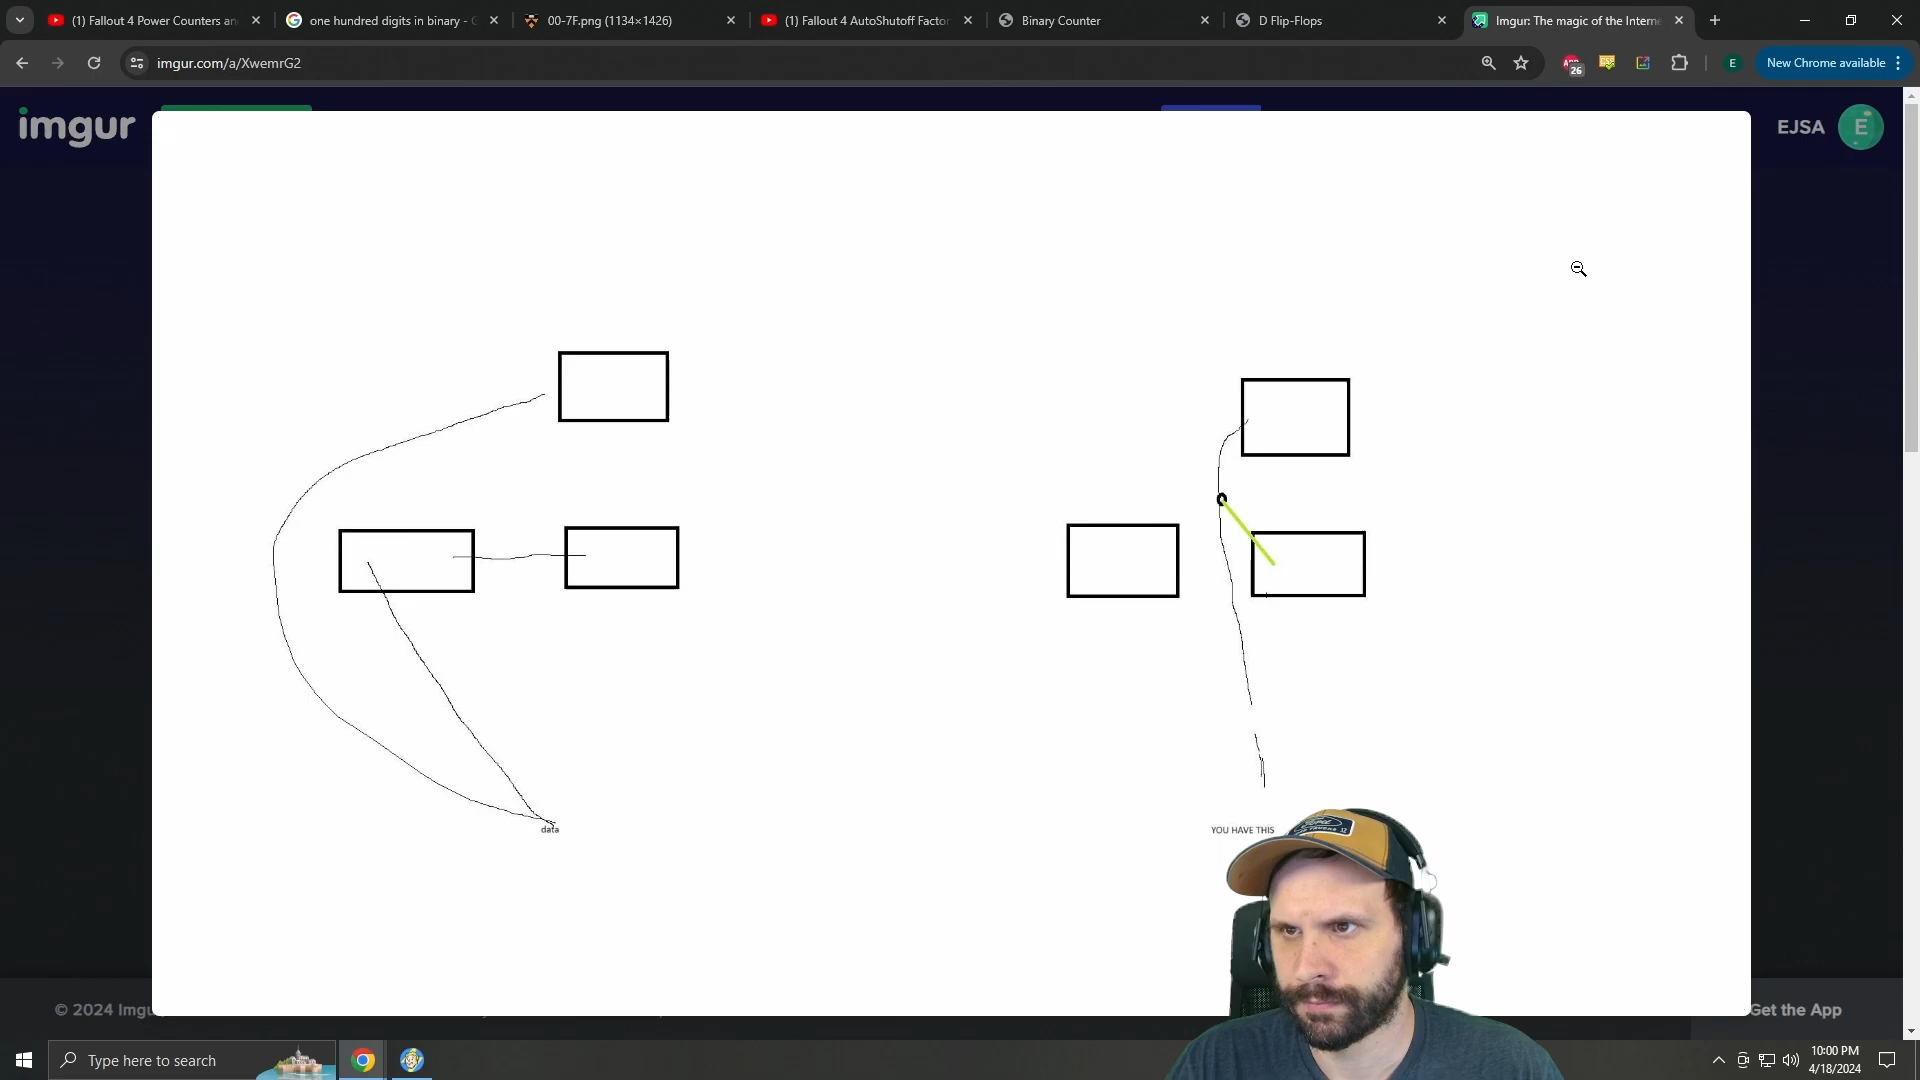 (1) Fallout 4 Power Counters an
one hundred digits in binary - G
00-7F.png (1134×1426)
(1) Fallout 4 AutoShutoff Factor
Binary Counter
D Flip-Flops
Imgur: The magic of the Interne
imgur.com/a/XwemrG2
ABP
26
E
New Chrome available
imgur
EJSA
E
data
YOU HAVE THIS
Ford
© 2024 Imgu
Get the App
Type here to search
10:00 PM
4/18/2024